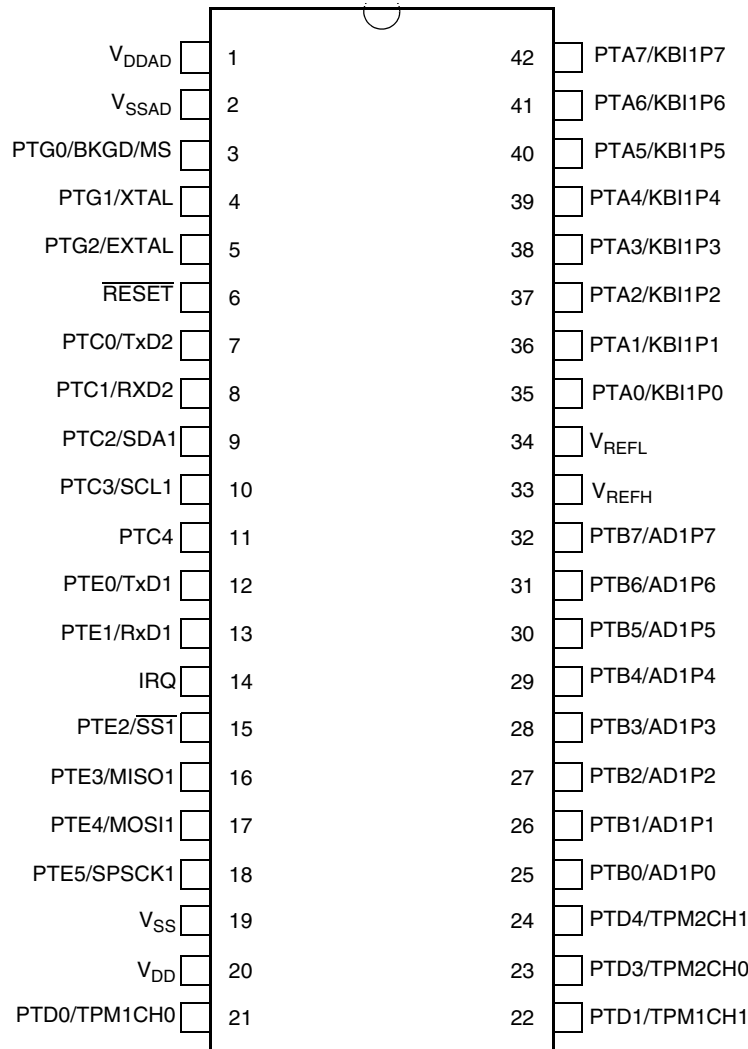 V_DDAD 1 42 PTA7/KBI1P7
V_SSAD 2 41 PTA6/KBI1P6
PTG0/BKGD/MS 3 40 PTA5/KBI1P5
PTG1/XTAL 4 39 PTA4/KBI1P4
PTG2/EXTAL 5 38 PTA3/KBI1P3
RESET 6 37 PTA2/KBI1P2
PTC0/TxD2 7 36 PTA1/KBI1P1
PTC1/RXD2 8 35 PTA0/KBI1P0
PTC2/SDA1 9 34 V_REFL
PTC3/SCL1 10 33 V_REFH
PTC4 11 32 PTB7/AD1P7
PTE0/TxD1 12 31 PTB6/AD1P6
PTE1/RxD1 13 30 PTB5/AD1P5
IRQ 14 29 PTB4/AD1P4
PTE2/SS1 15 28 PTB3/AD1P3
PTE3/MISO1 16 27 PTB2/AD1P2
PTE4/MOSI1 17 26 PTB1/AD1P1
PTE5/SPSCK1 18 25 PTB0/AD1P0
V_SS 19 24 PTD4/TPM2CH1
V_DD 20 23 PTD3/TPM2CH0
PTD0/TPM1CH0 21 22 PTD1/TPM1CH1